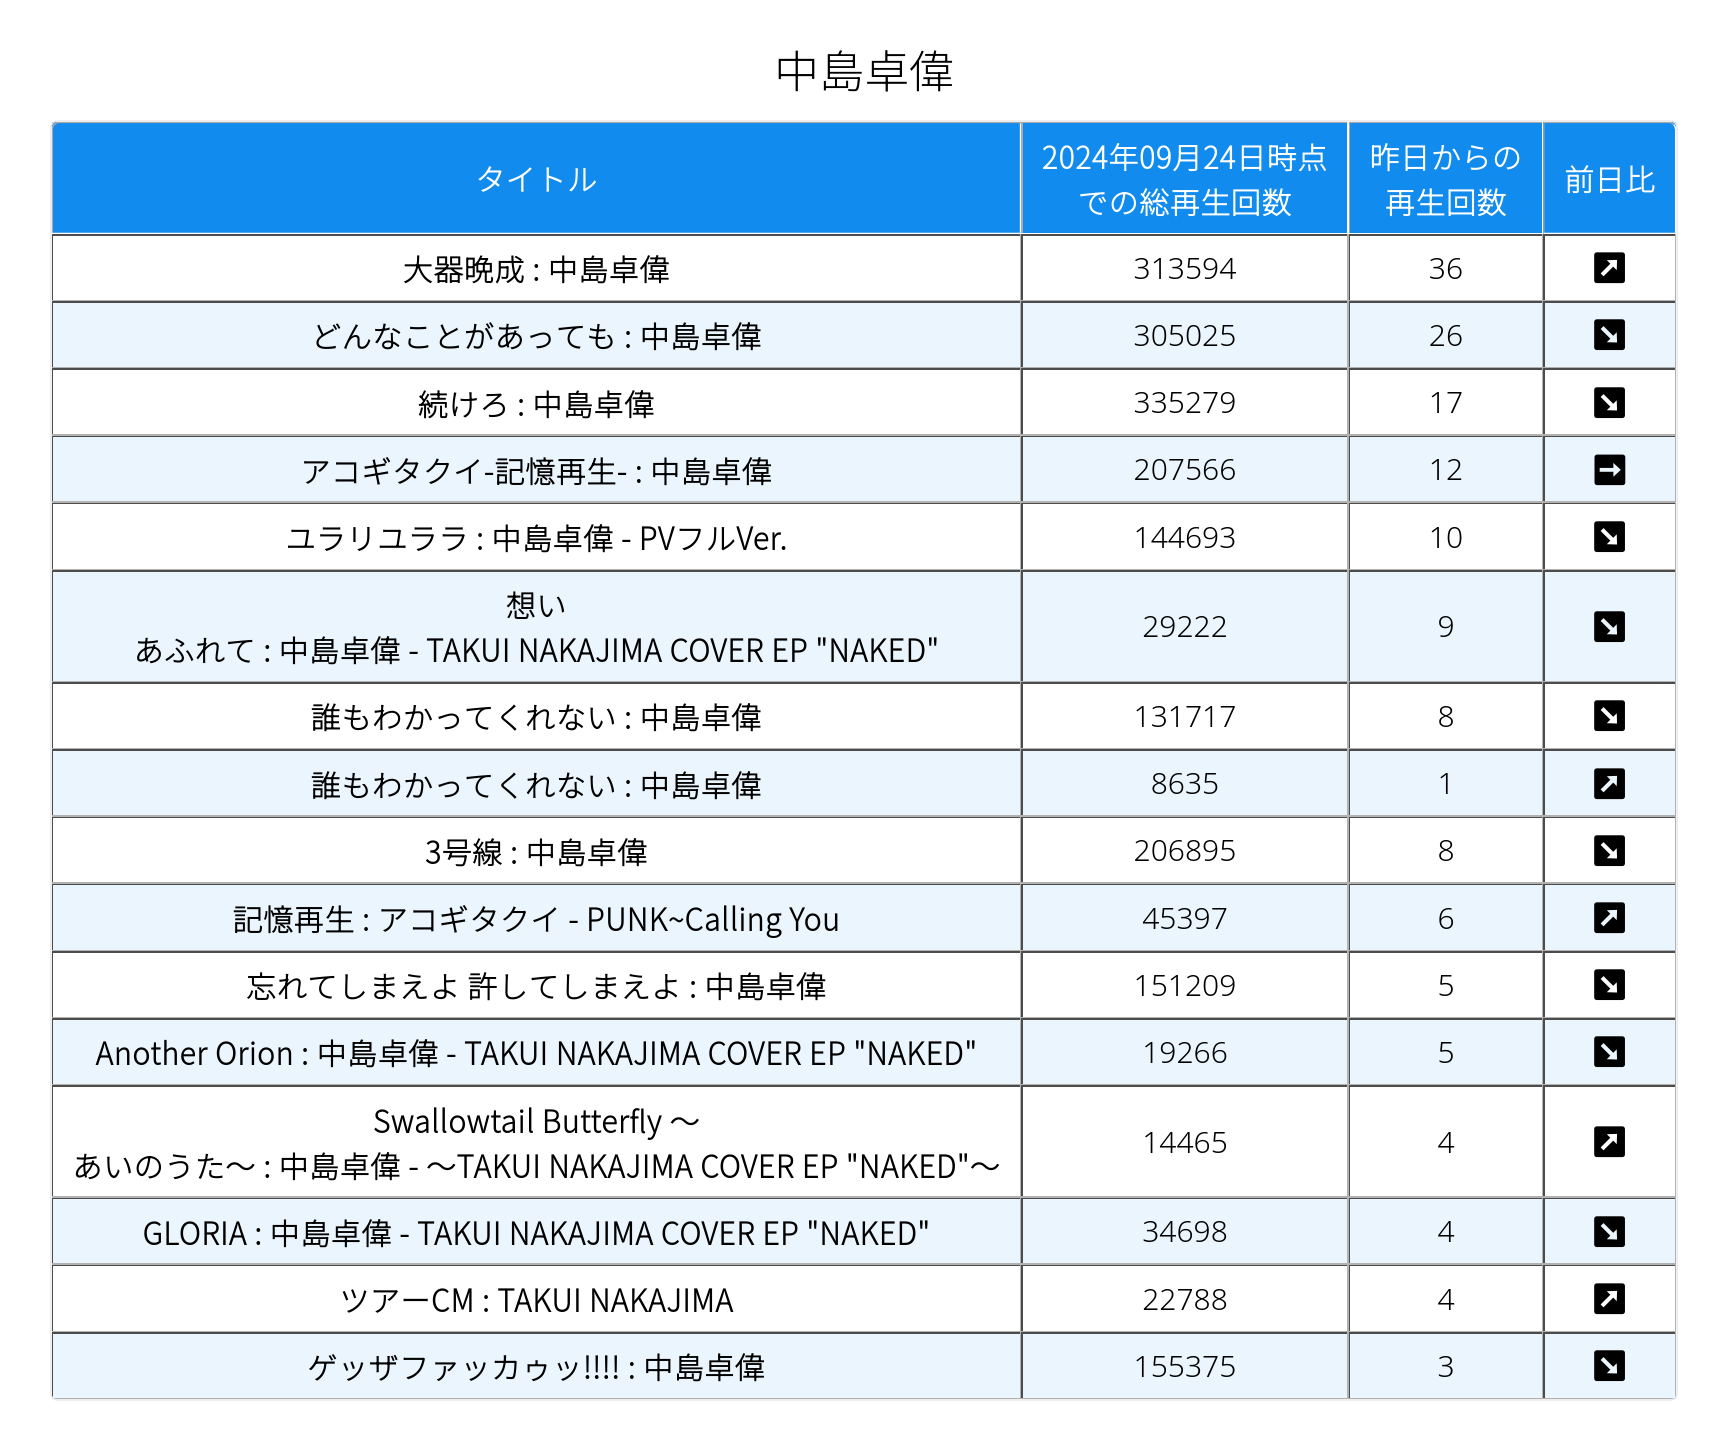 中島卓偉
タイトル
2024年09月24日時点
での総再生回数
昨日からの
再生回数
前日比
大器晩成 : 中島卓偉 313594 36 ↗
どんなことがあっても : 中島卓偉 305025 26 ↘
続けろ : 中島卓偉 335279 17 ↘
アコギタクイ-記憶再生- : 中島卓偉 207566 12 →
ユラリユララ : 中島卓偉 - PVフルVer. 144693 10 ↘
想い
あふれて : 中島卓偉 - TAKUI NAKAJIMA COVER EP "NAKED" 29222 9 ↘
誰もわかってくれない : 中島卓偉 131717 8 ↘
誰もわかってくれない : 中島卓偉 8635 1 ↗
3号線 : 中島卓偉 206895 8 ↘
記憶再生 : アコギタクイ - PUNK~Calling You 45397 6 ↗
忘れてしまえよ 許してしまえよ : 中島卓偉 151209 5 ↘
Another Orion : 中島卓偉 - TAKUI NAKAJIMA COVER EP "NAKED" 19266 5 ↘
Swallowtail Butterfly ～
あいのうた～ : 中島卓偉 - ～TAKUI NAKAJIMA COVER EP "NAKED"～ 14465 4 ↗
GLORIA : 中島卓偉 - TAKUI NAKAJIMA COVER EP "NAKED" 34698 4 ↘
ツアーCM : TAKUI NAKAJIMA 22788 4 ↗
ゲッザファッカゥッ!!!! : 中島卓偉 155375 3 ↘